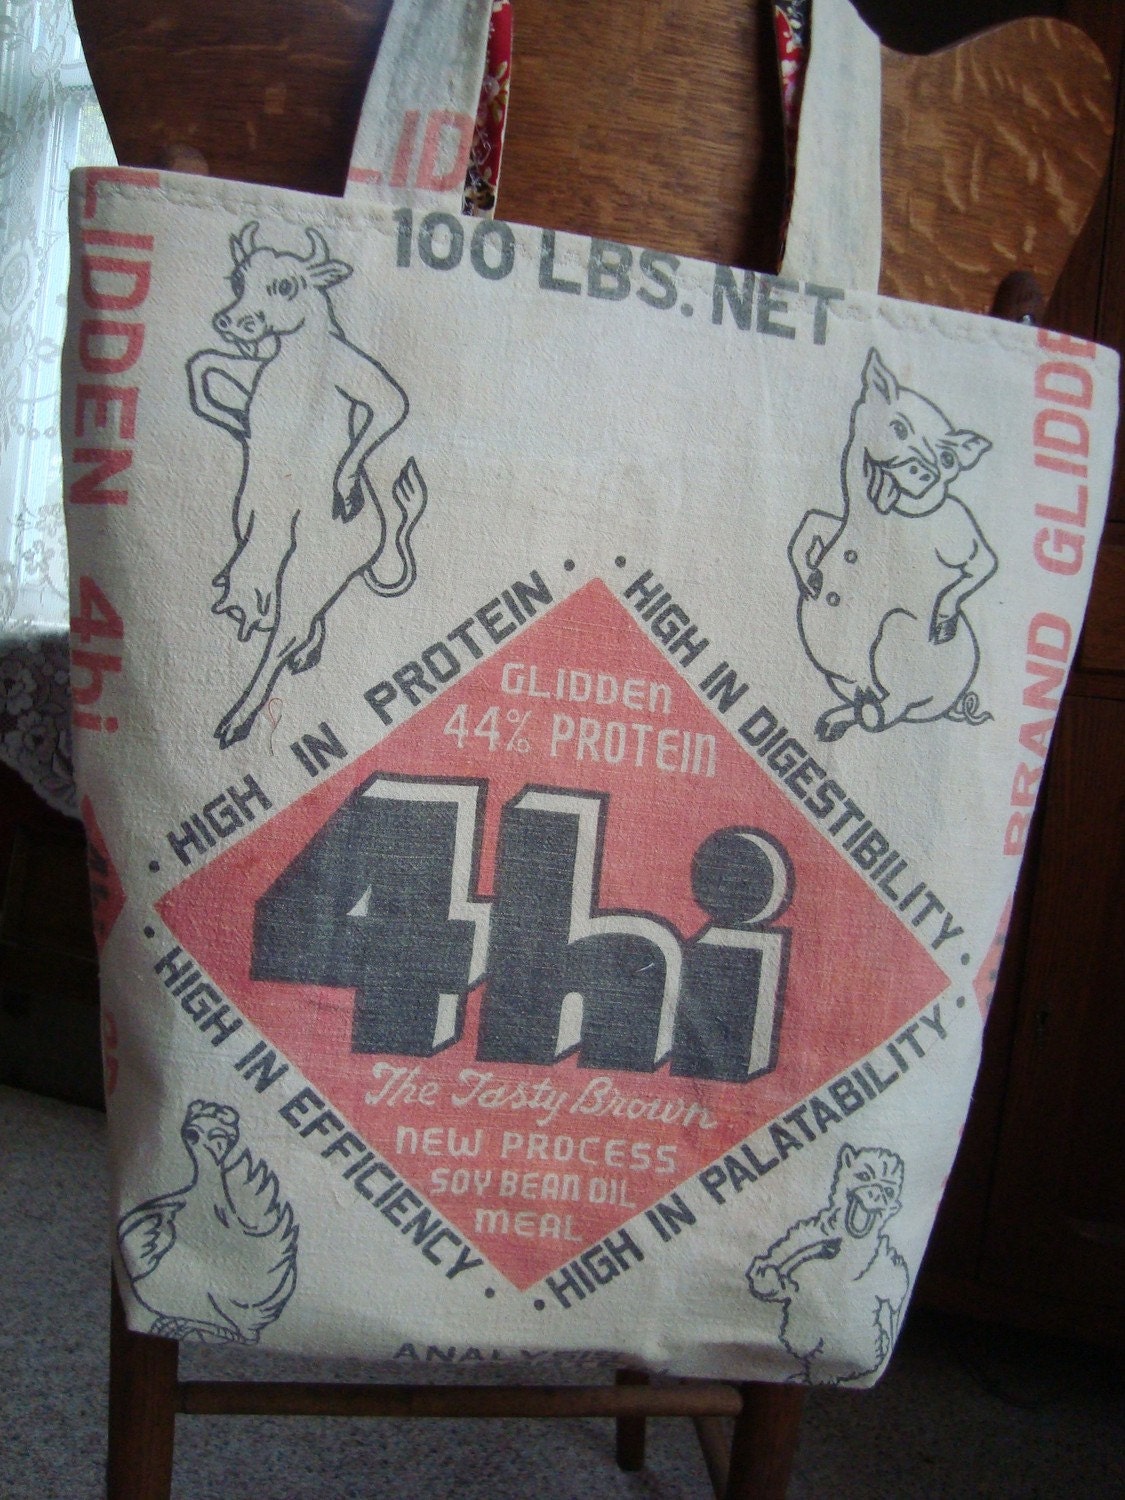 LID
100 LBS. NET
LIDDEN 4hi
BRAND GLIDDE
HIGH IN PROTEIN
HIGH IN DIGESTIBILITY
GLIDDEN
44% PROTEIN
4hi
The Tasty Brown
NEW PROCESS
SOY BEAN OIL
MEAL
HIGH IN EFFICIENCY
HIGH IN PALATABILITY